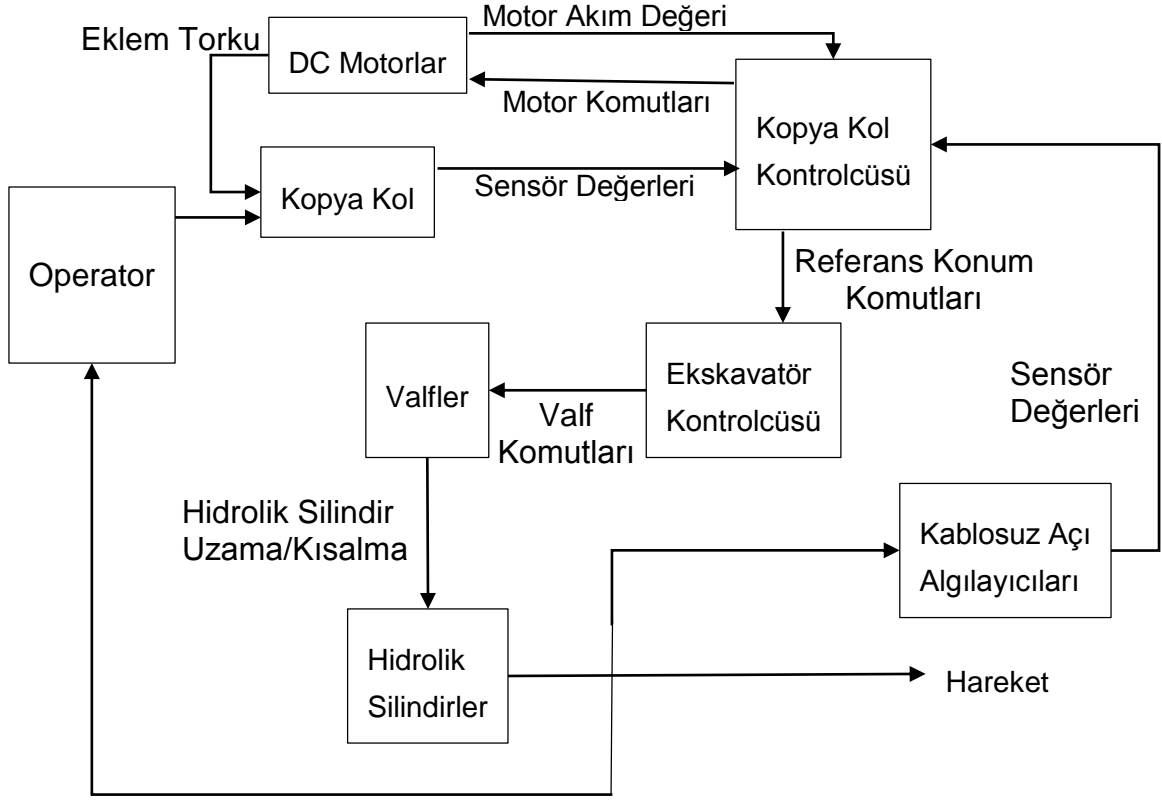 Motor Akım Değeri
Eklem Torku
DC Motorlar
Motor Komutları
Kopya Kol
Kontrolcüsü
Kopya Kol
Sensör Değerleri
Operator
Referans Konum
Komutları
Valfler
Valf
Komutları
Ekskavatör
Kontrolcüsü
Sensör
Değerleri
Hidrolik Silindir
Uzama/Kısalma
Kablosuz Açı
Algılayıcıları
Hidrolik
Silindirler
Hareket